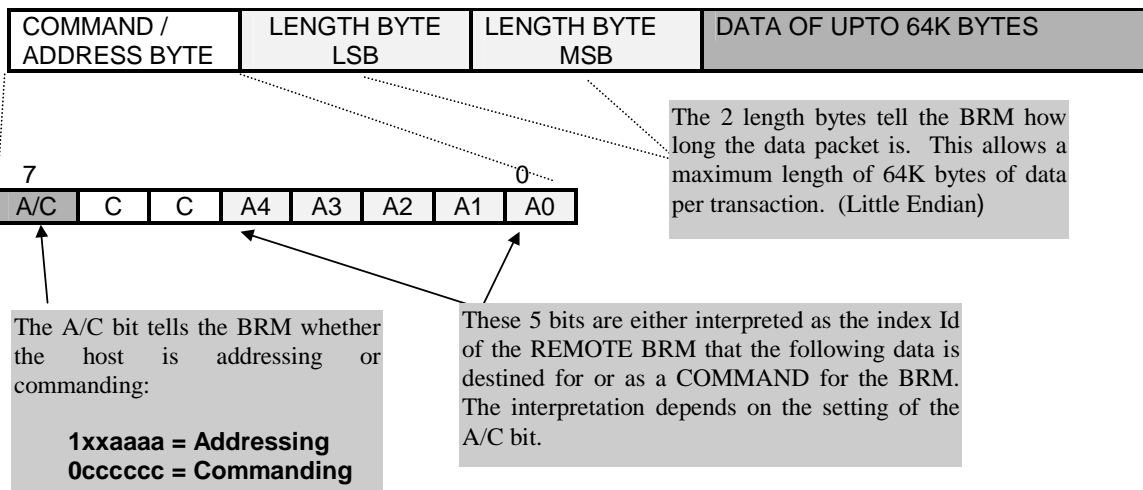 COMMAND /
ADDRESS BYTE
LENGTH BYTE
LSB
LENGTH BYTE
MSB
DATA OF UPTO 64K BYTES
The 2 length bytes tell the BRM how
long the data packet is. This allows a
maximum length of 64K bytes of data
per transaction. (Little Endian)
7 0
A/C C C A4 A3 A2 A1 A0
The A/C bit tells the BRM whether
the host is addressing or
commanding:
1xxaaaa = Addressing
0cccccc = Commanding
These 5 bits are either interpreted as the index Id
of the REMOTE BRM that the following data is
destined for or as a COMMAND for the BRM.
The interpretation depends on the setting of the
A/C bit.